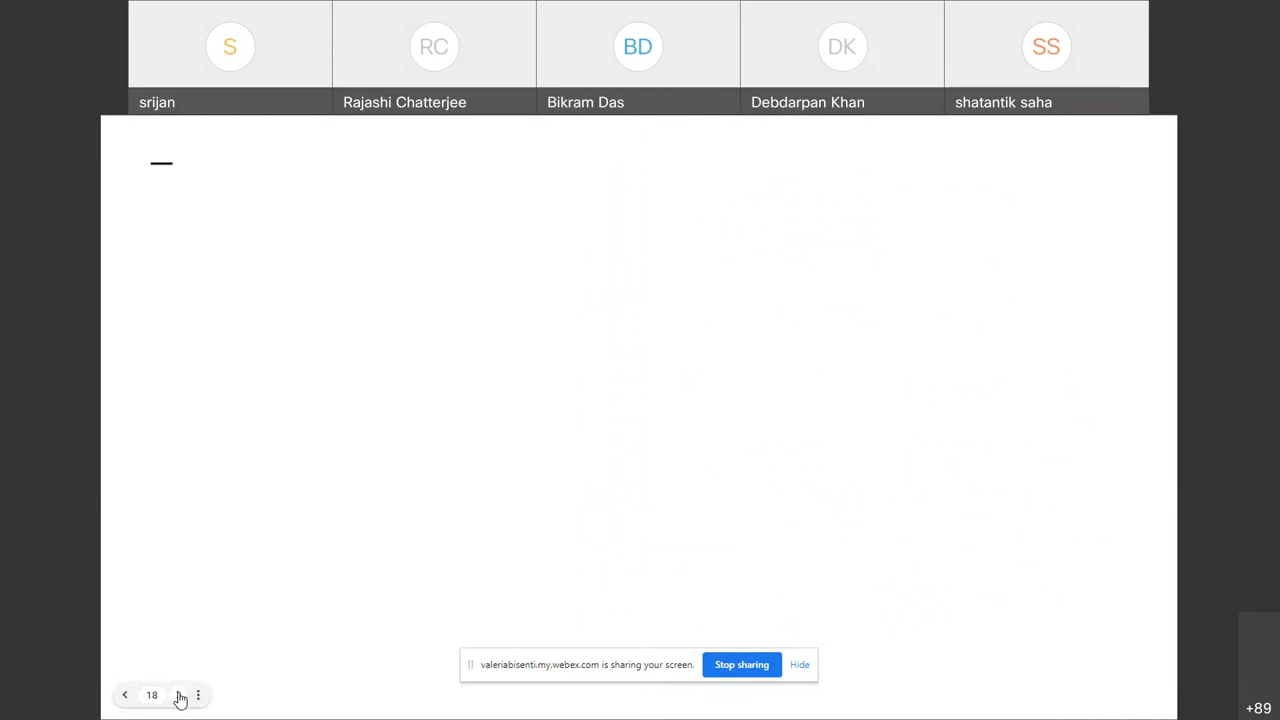 S
RC
BD
DK
SS
srijan
Rajashi Chatterjee
Bikram Das
Debdarpan Khan
shatantik saha
valeriabisenti.my.webex.com is sharing your screen.
Stop sharing
Hide
18
+89